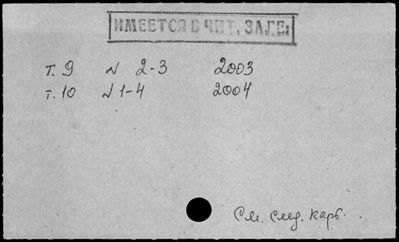 ИМЕЕТСЯ В ЧИТ. ЗАЛЕ:
т. 9 N 2-3 2003
т. 10 N 1-4 2004
См. след. карт.